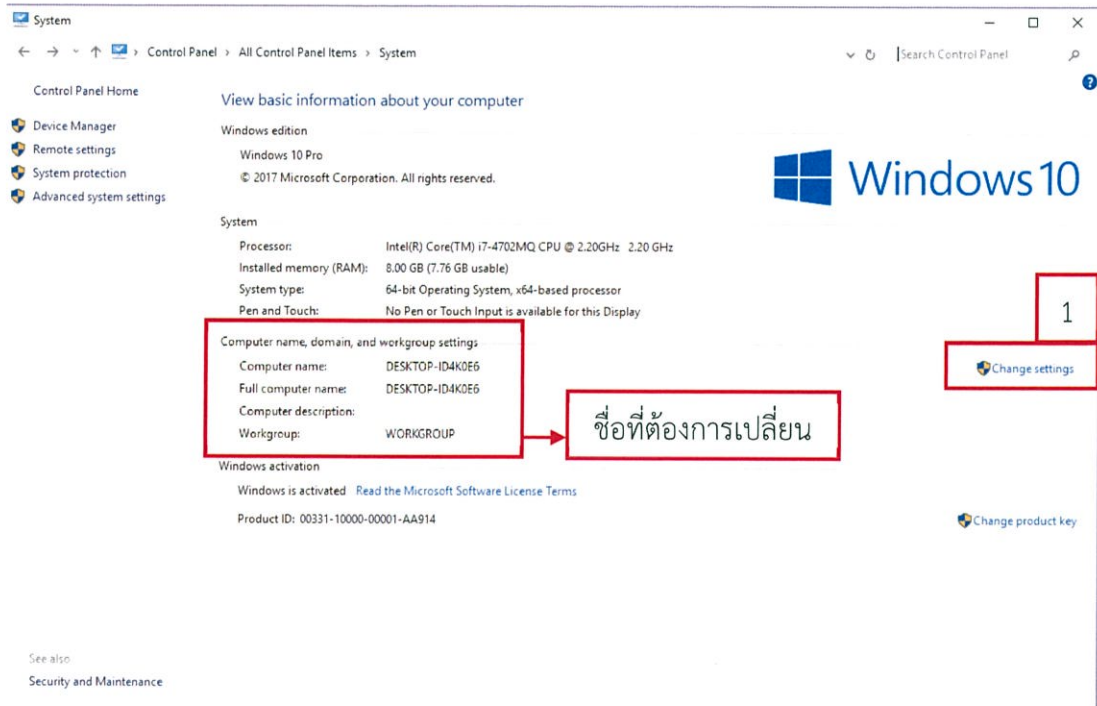 System
Control Panel > All Control Panel Items > System
Search Control Panel
Control Panel Home
Device Manager
Remote settings
System protection
Advanced system settings
View basic information about your computer
Windows edition
Windows 10 Pro
© 2017 Microsoft Corporation. All rights reserved.
Windows 10
System
Processor: Intel(R) Core(TM) i7-4702MQ CPU @ 2.20GHz 2.20 GHz
Installed memory (RAM): 8.00 GB (7.76 GB usable)
System type: 64-bit Operating System, x64-based processor
Pen and Touch: No Pen or Touch Input is available for this Display
1
Computer name, domain, and workgroup settings
Computer name: DESKTOP-ID4K0E6
Change settings
Full computer name: DESKTOP-ID4K0E6
Computer description:
Workgroup: WORKGROUP
ชื่อที่ต้องการเปลี่ยน
Windows activation
Windows is activated Read the Microsoft Software License Terms
Product ID: 00331-10000-00001-AA914
Change product key
See also
Security and Maintenance